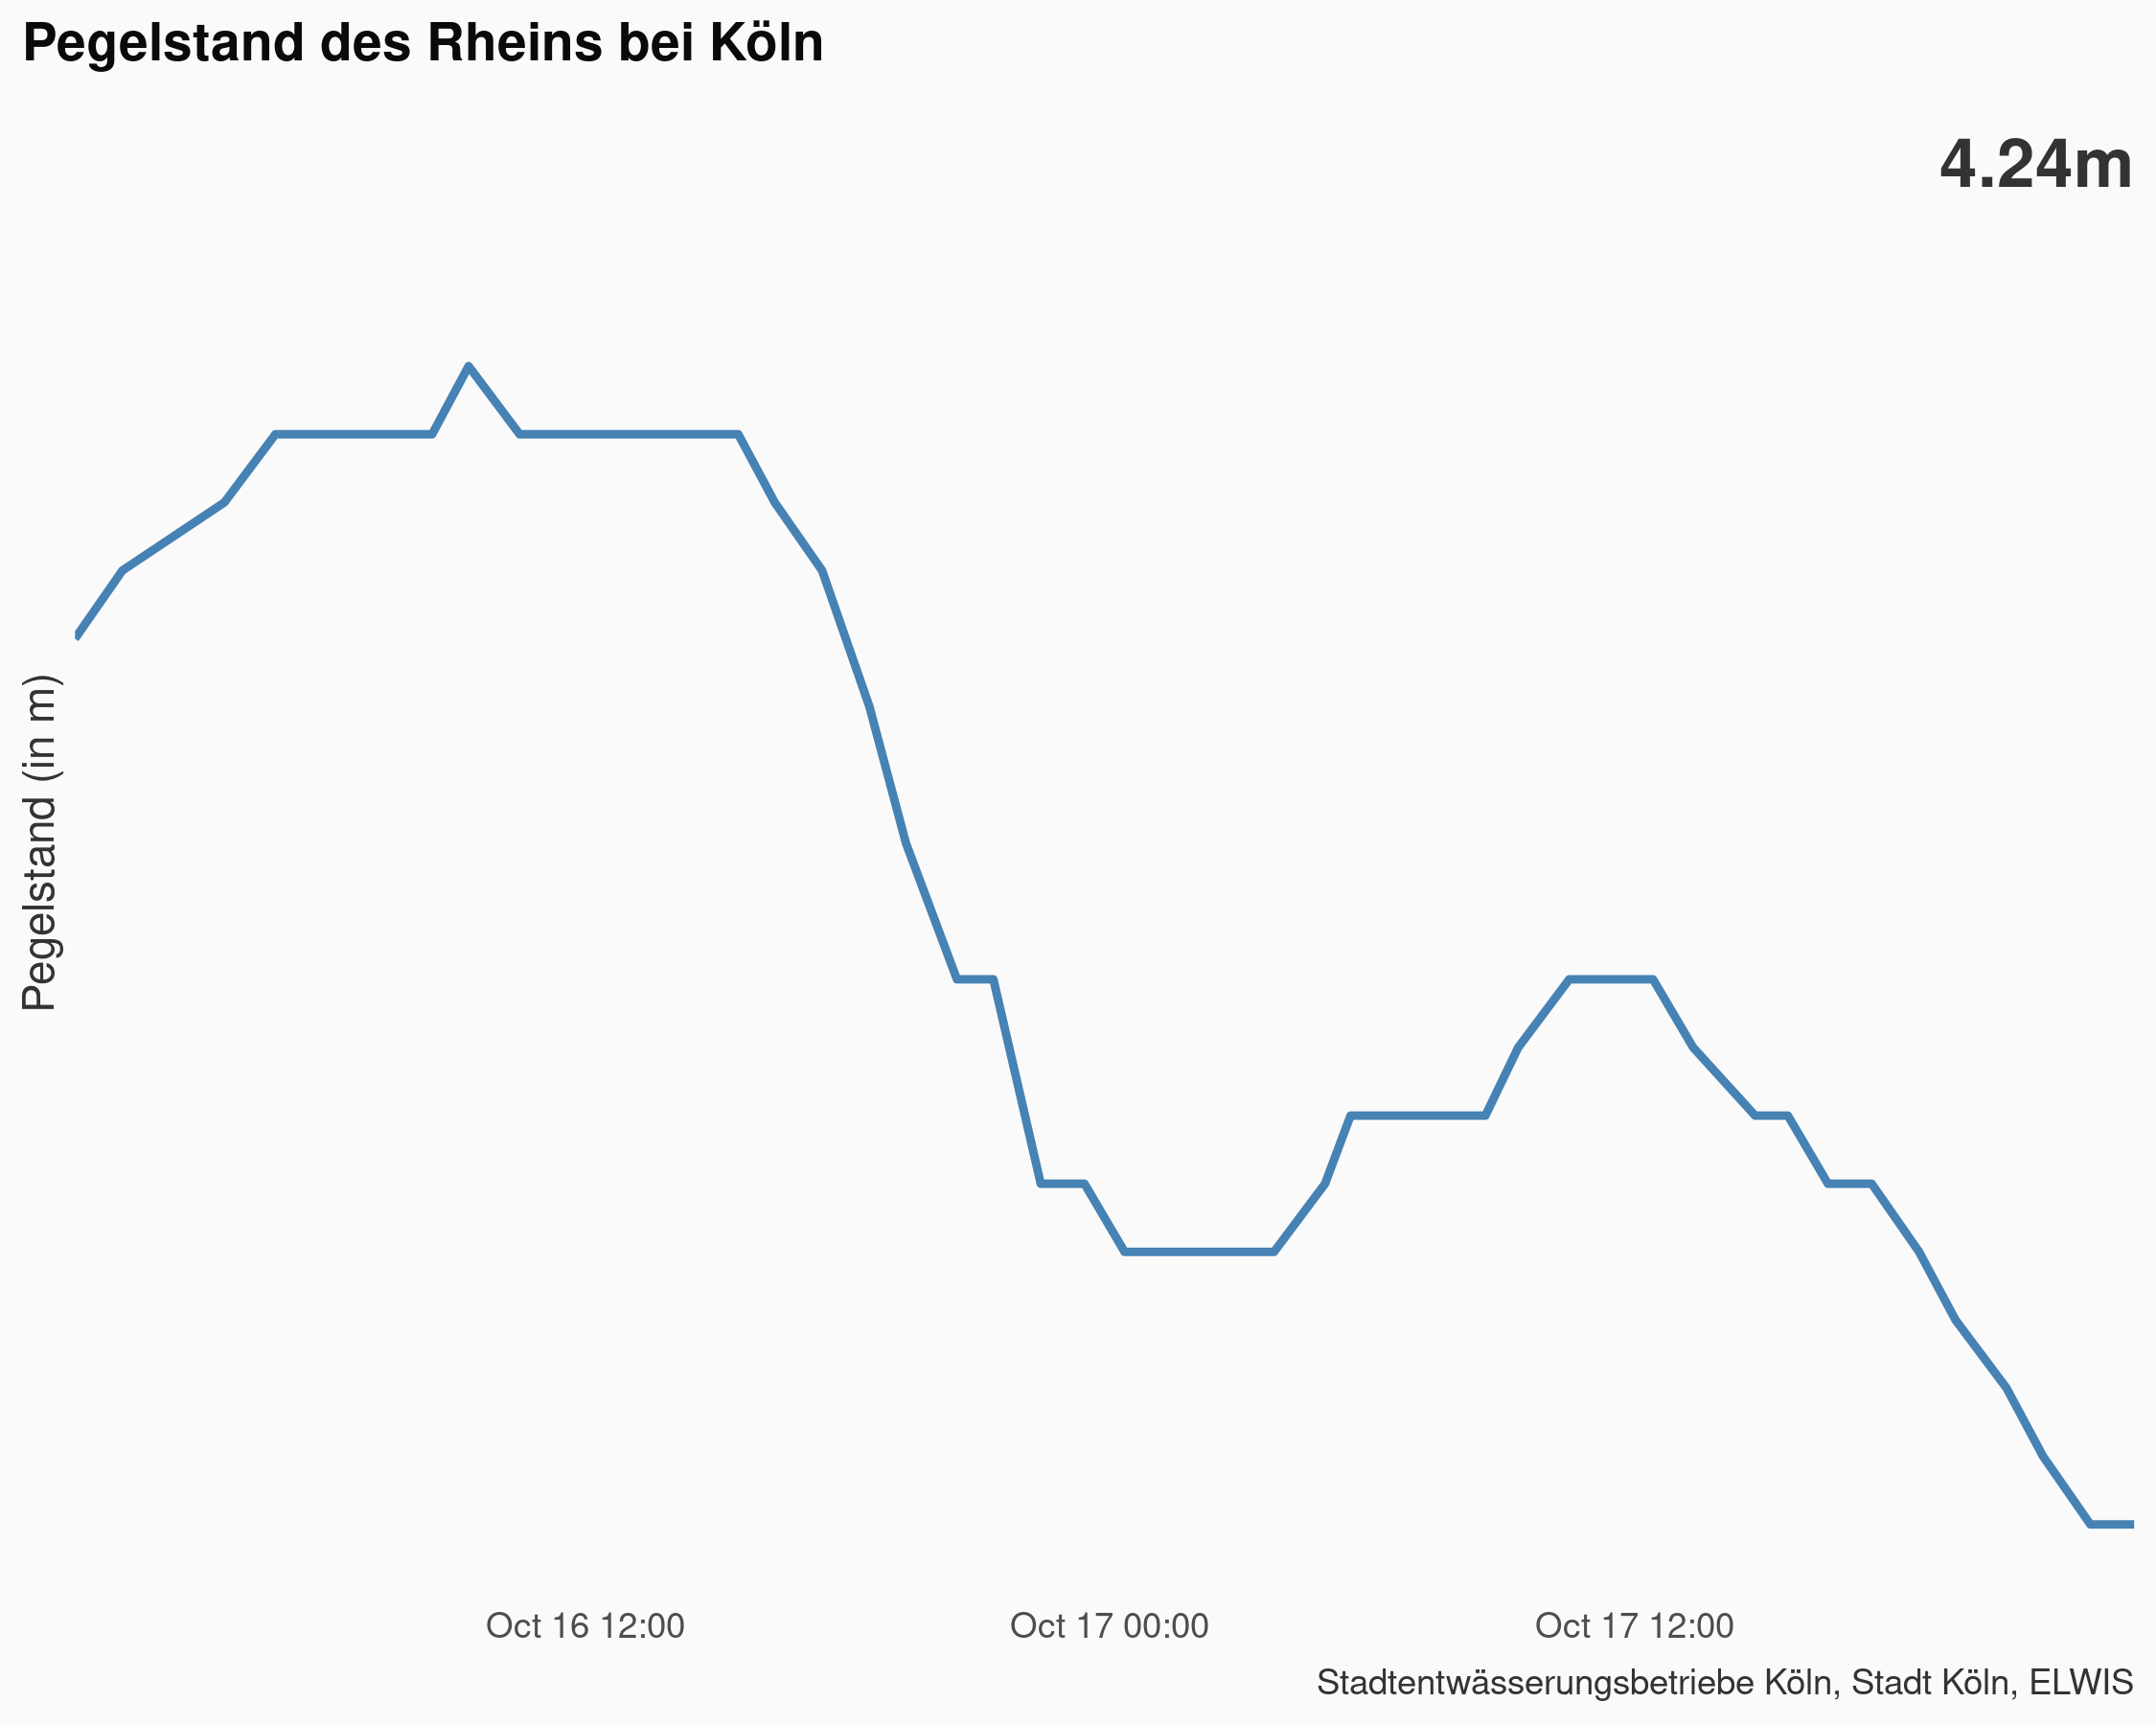 Pegelstand des Rheins bei Köln
4.24m
Pegelstand (in m)
Oct 16 12:00
Oct 17 00:00
Oct 17 12:00
Stadtentwässerungsbetriebe Köln, Stadt Köln, ELWIS